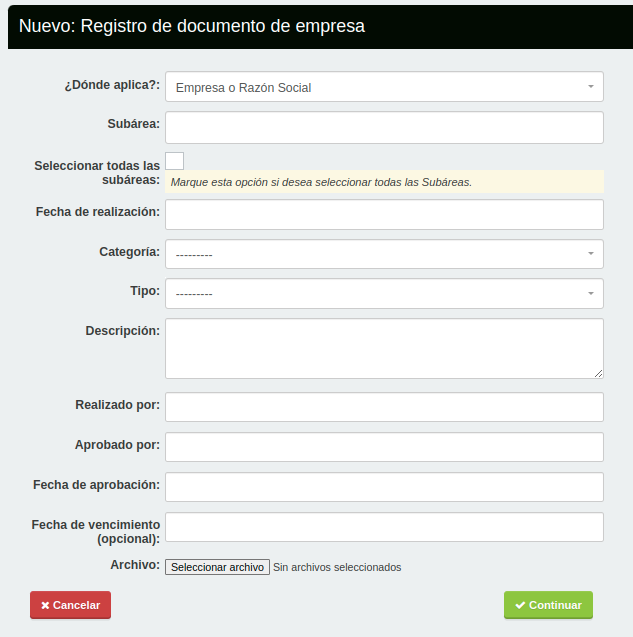 Nuevo: Registro de documento de empresa
¿Dónde aplica?: Empresa o Razón Social
Subárea:
Seleccionar todas las
subáreas:
Marque esta opción si desea seleccionar todas las Subáreas.
Fecha de realización:
Categoría: ---------
Tipo: ---------
Descripción:
Realizado por:
Aprobado por:
Fecha de aprobación:
Fecha de vencimiento
(opcional):
Archivo: Seleccionar archivo Sin archivos seleccionados
Cancelar Continuar